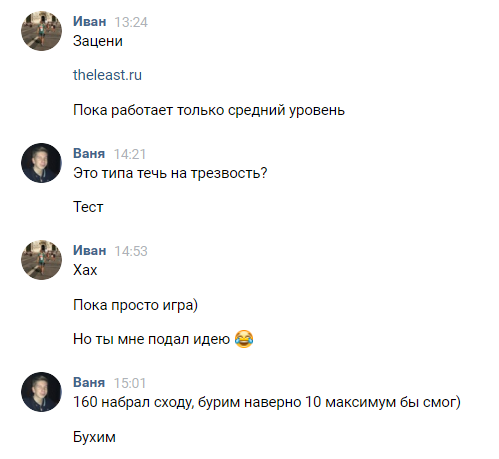 Иван 13:24
Зацени
theleast.ru
Пока работает только средний уровень
Ваня 14:21
Это типа течь на трезвость?
Тест
Иван 14:53
Хах
Пока просто игра)
Но ты мне подал идею 😂
Ваня 15:01
160 набрал сходу, бурим наверно 10 максимум бы смог)
Бухим